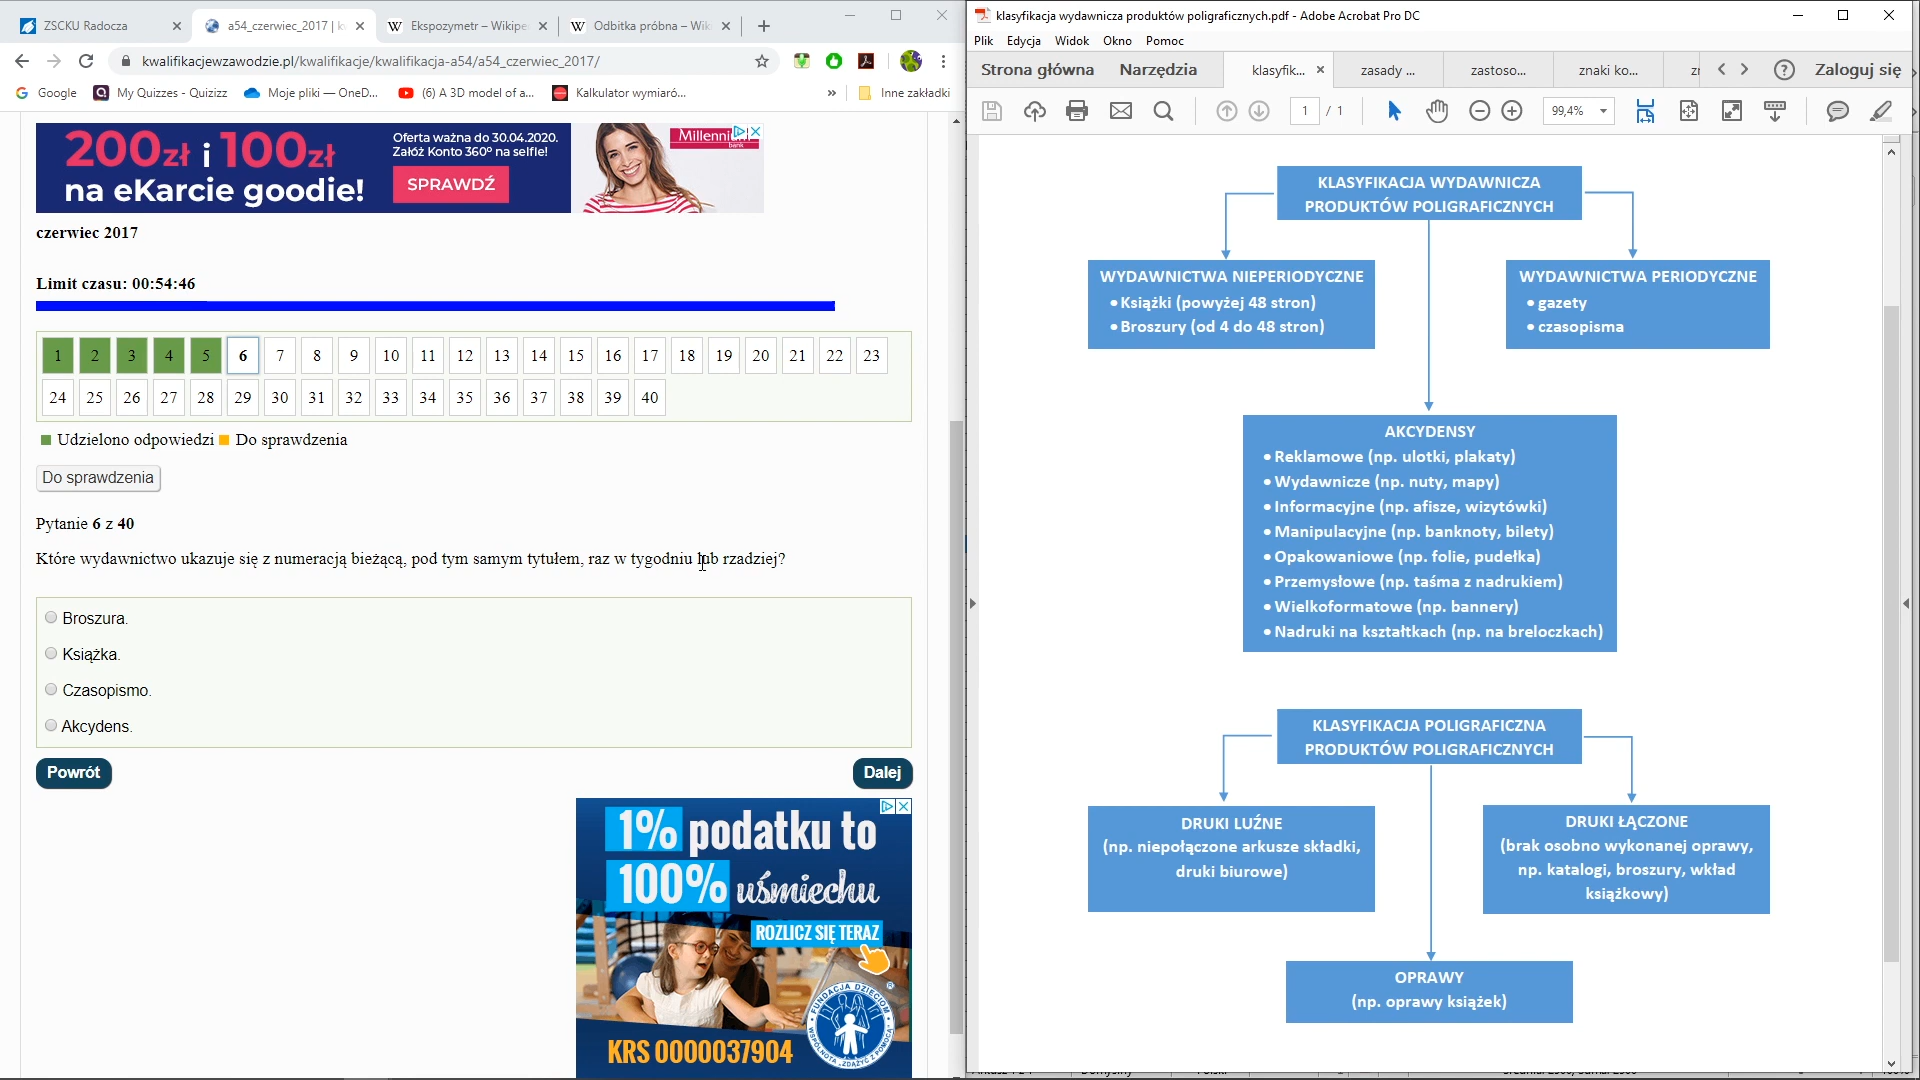 ZSCKU Radocza
a54_czerwiec_2017 | kw
Ekspozymetr – Wikipe
Odbitka próbna – Wik
kwalifikacjewzawodzie.pl/kwalifikacje/kwalifikacja-a54/a54_czerwiec_2017/
Google
My Quizzes - Quizizz
Moje pliki — OneD...
(6) A 3D model of a...
Kalkulator wymiaró...
»
Inne zakładki
200zł i 100zł
na eKarcie goodie!
Oferta ważna do 30.04.2020.
Załóż Konto 360° na selfie!
SPRAWDŹ
bank
czerwiec 2017
Limit czasu: 00:54:46
1 2 3 4 5 6 7 8 9 10 11 12 13 14 15 16 17 18 19 20 21 22 23
24 25 26 27 28 29 30 31 32 33 34 35 36 37 38 39 40
Udzielono odpowiedzi Do sprawdzenia
Do sprawdzenia
Pytanie 6 z 40
Które wydawnictwo ukazuje się z numeracją bieżącą, pod tym samym tytułem, raz w tygodniu lub rzadziej?
Broszura.
Książka.
Czasopismo.
Akcydens.
Powrót
Dalej
1% podatku to
100% uśmiechu
ROZLICZ SIĘ TERAZ
FUNDACJA DZIECIOM
„ZDĄŻYĆ Z POMOCĄ”
KRS 0000037904
klasyfikacja wydawnicza produktów poligraficznych.pdf - Adobe Acrobat Pro DC
Plik Edycja Widok Okno Pomoc
Strona główna Narzędzia klasyfik... zasady ... zastoso... znaki ko... Zaloguj się
1 / 1 99,4%
KLASYFIKACJA WYDAWNICZA
PRODUKTÓW POLIGRAFICZNYCH
WYDAWNICTWA NIEPERIODYCZNE
• Książki (powyżej 48 stron)
• Broszury (od 4 do 48 stron)
WYDAWNICTWA PERIODYCZNE
• gazety
• czasopisma
AKCYDENSY
• Reklamowe (np. ulotki, plakaty)
• Wydawnicze (np. nuty, mapy)
• Informacyjne (np. afisze, wizytówki)
• Manipulacyjne (np. banknoty, bilety)
• Opakowaniowe (np. folie, pudełka)
• Przemysłowe (np. taśma z nadrukiem)
• Wielkoformatowe (np. bannery)
• Nadruki na kształtkach (np. na breloczkach)
KLASYFIKACJA POLIGRAFICZNA
PRODUKTÓW POLIGRAFICZNYCH
DRUKI LUŹNE
(np. niepołączone arkusze składki,
druki biurowe)
DRUKI ŁĄCZONE
(brak osobno wykonanej oprawy,
np. katalogi, broszury, wkład
książkowy)
OPRAWY
(np. oprawy książek)